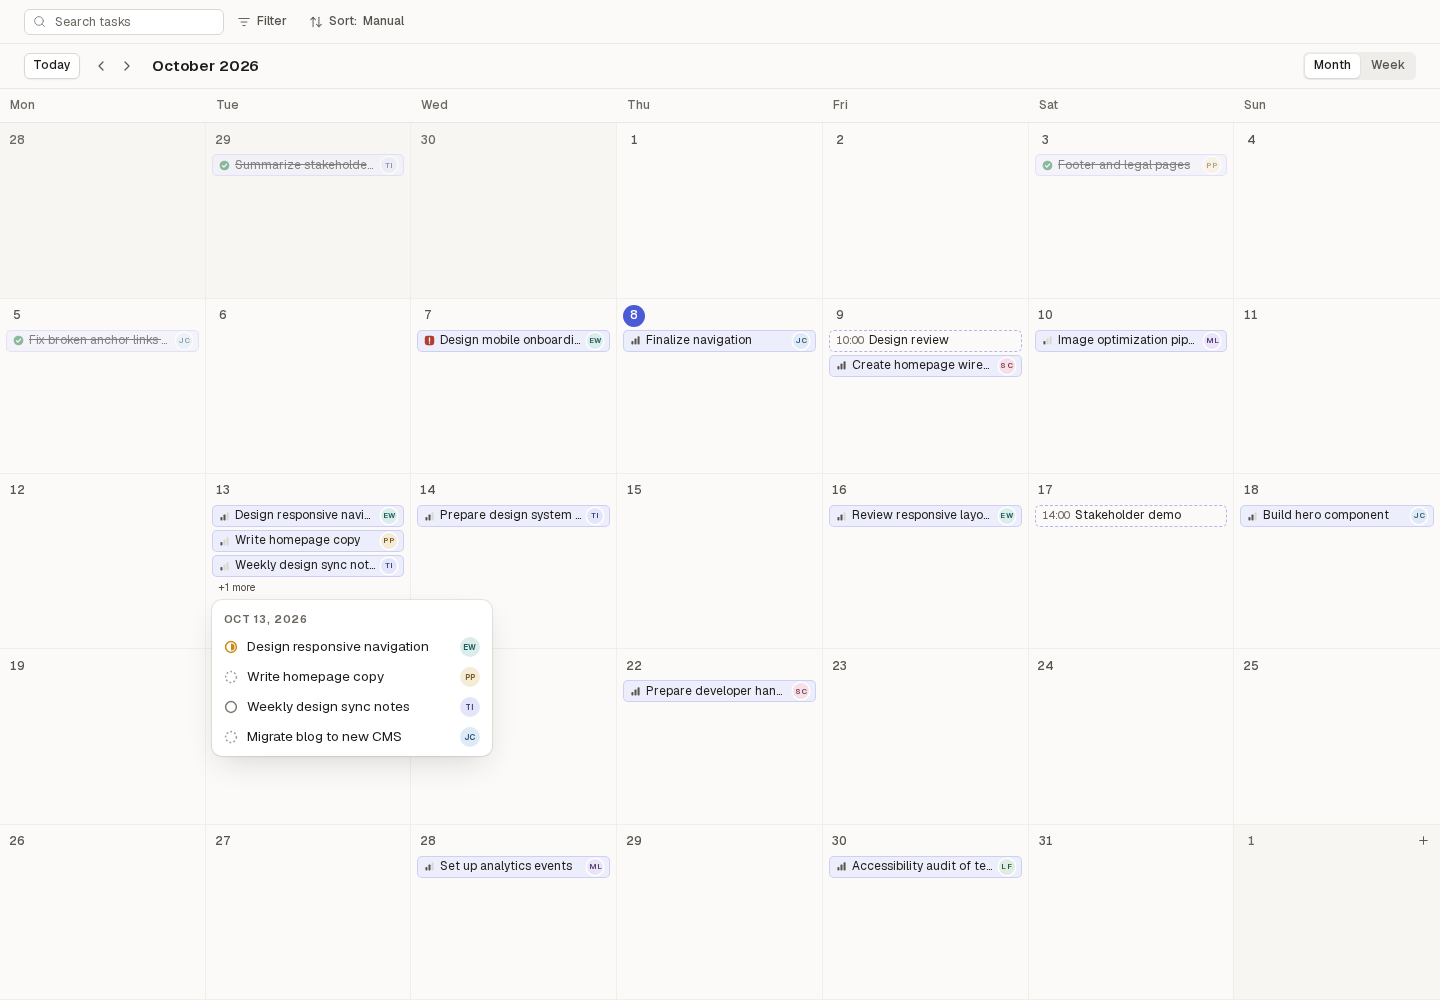 Search tasks
Filter
Sort: Manual
Today
October 2026
Month
Week
Mon
Tue
Wed
Thu
Fri
Sat
Sun
28
29
30
1
2
3
4
Summarize stakeholde... TI
Footer and legal pages PP
5
6
7
8
9
10
11
Fix broken anchor links ... JC
Design mobile onboardi... EW
Finalize navigation JC
10:00 Design review
Image optimization pip... ML
Create homepage wire... SC
12
13
14
15
16
17
18
Design responsive navi... EW
Prepare design system ... TI
Review responsive layo... EW
14:00 Stakeholder demo
Build hero component JC
Write homepage copy PP
Weekly design sync not... TI
+1 more
OCT 13, 2026
Design responsive navigation EW
Write homepage copy PP
Weekly design sync notes TI
Migrate blog to new CMS JC
19
22
23
24
25
Prepare developer han... SC
26
27
28
29
30
31
1
Set up analytics events ML
Accessibility audit of te... LF